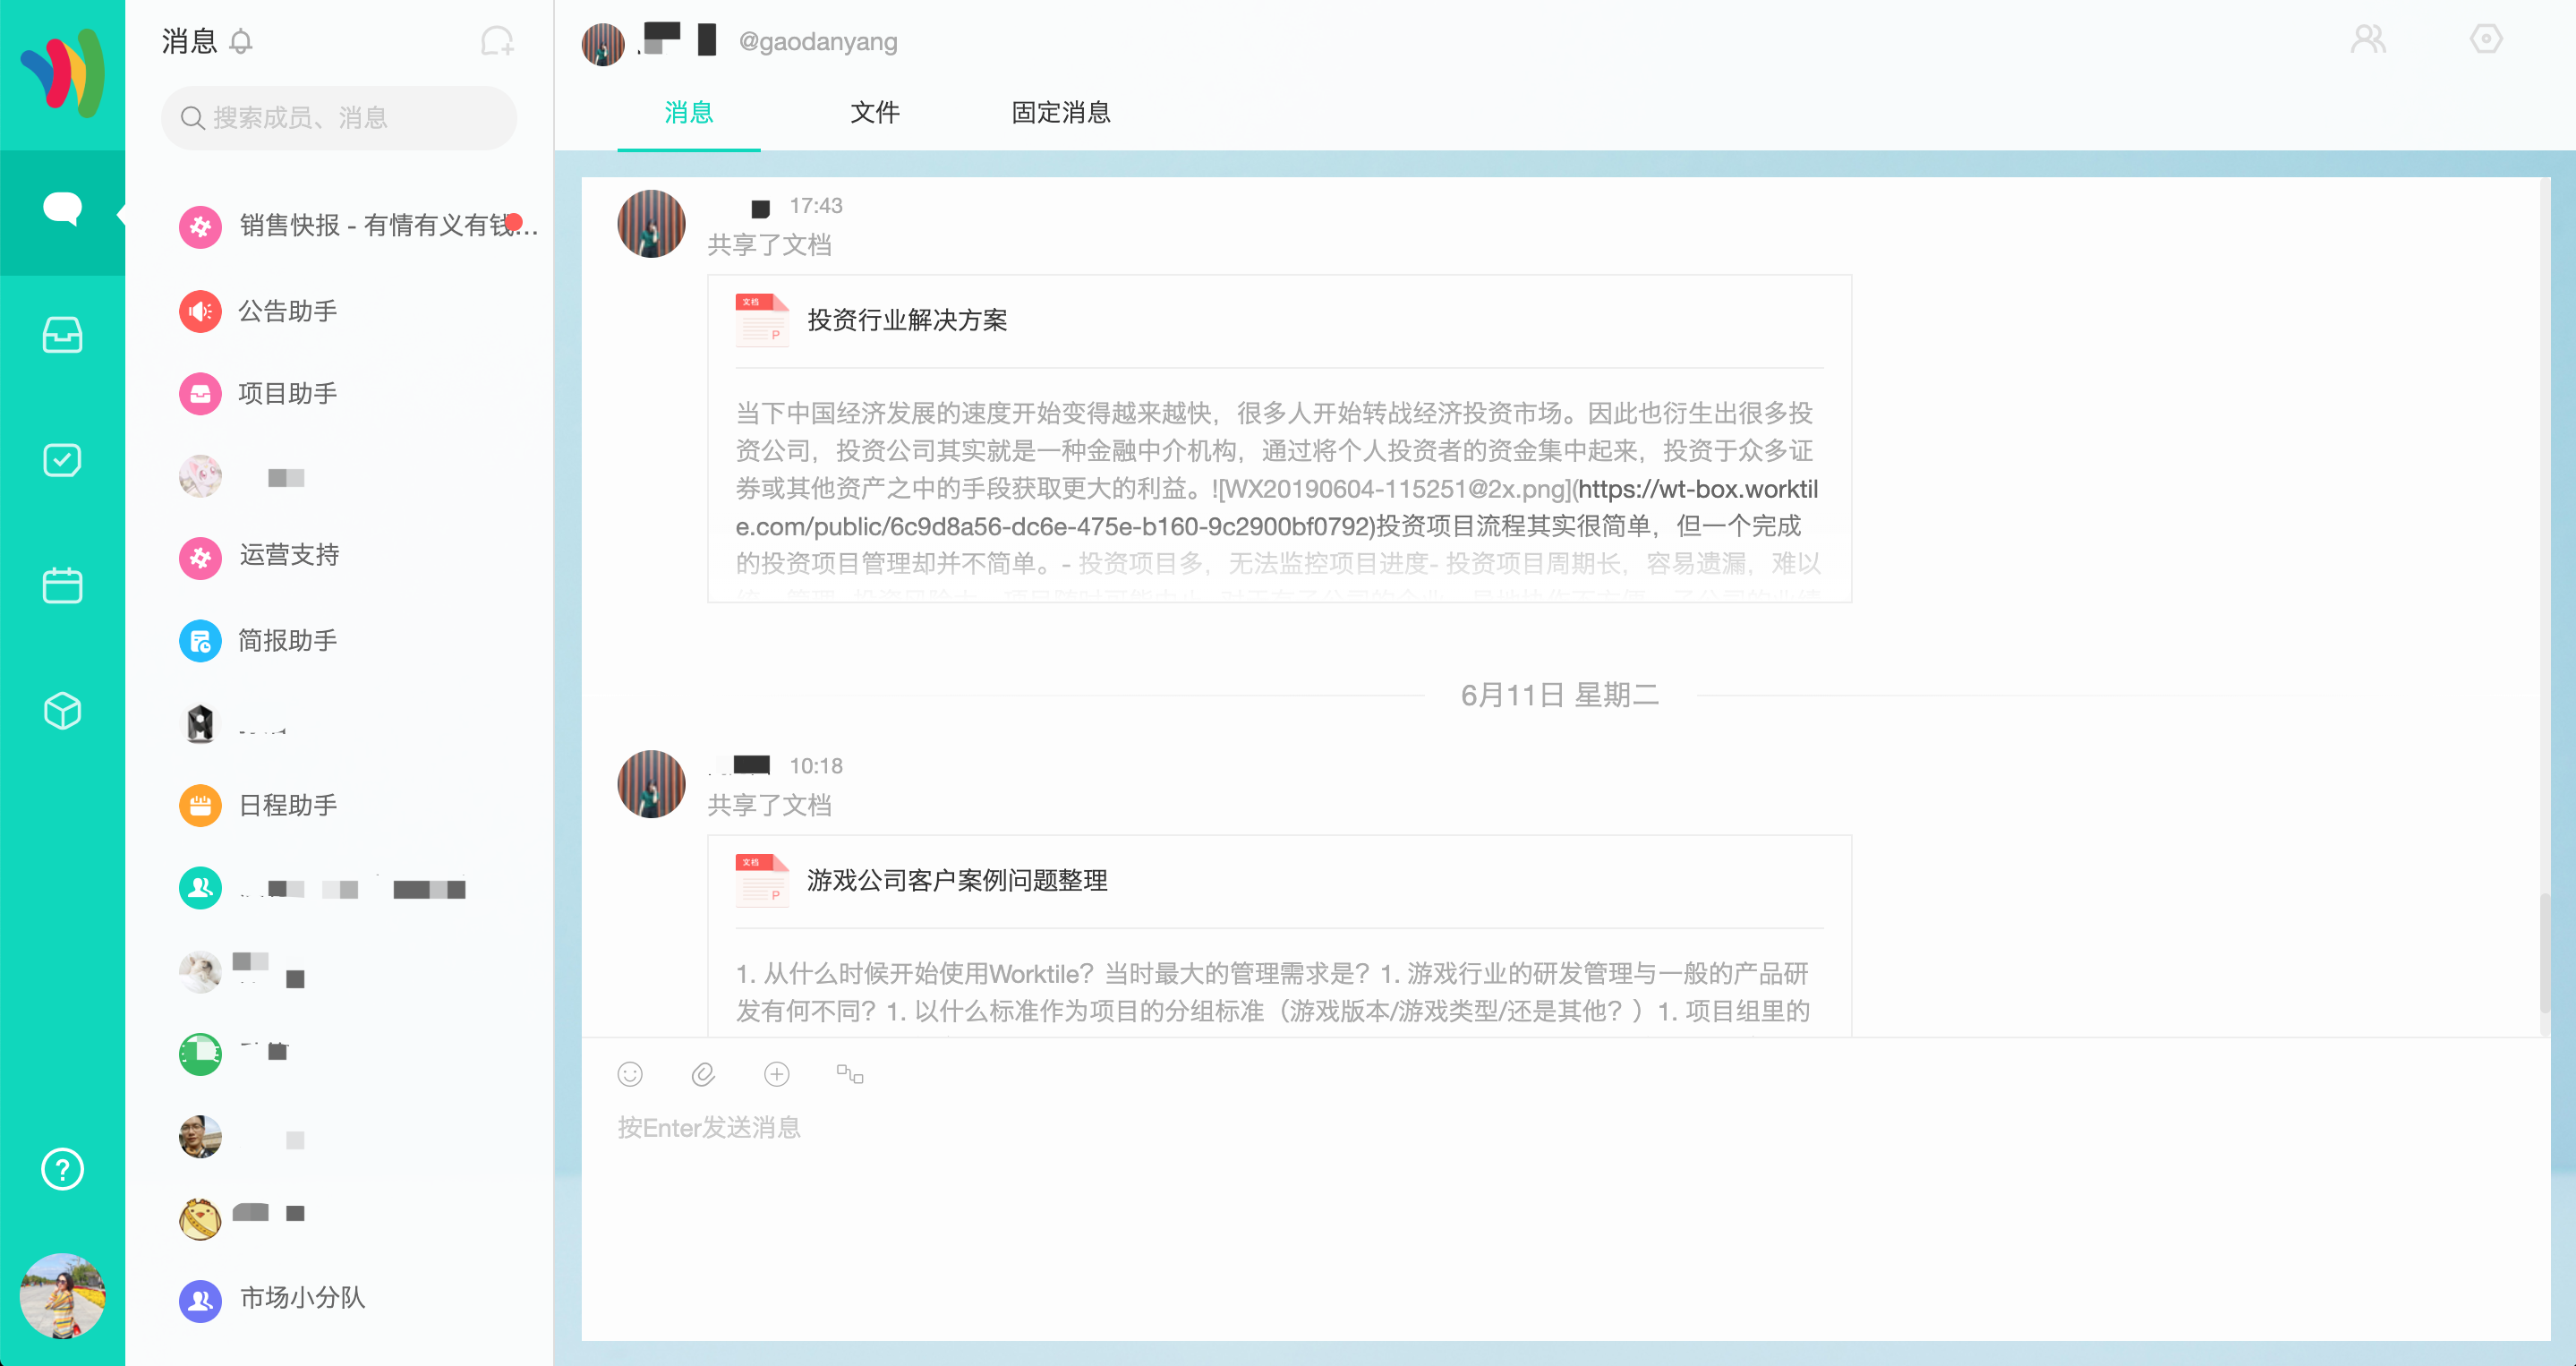 消息
搜索成员、消息
销售快报 - 有情有义有钱...
公告助手
项目助手
运营支持
简报助手
日程助手
市场小分队
@gaodanyang
消息
文件
固定消息
17:43
共享了文档
文档
P
投资行业解决方案
当下中国经济发展的速度开始变得越来越快，很多人开始转战经济投资市场。因此也衍生出很多投
资公司，投资公司其实就是一种金融中介机构，通过将个人投资者的资金集中起来，投资于众多证
券或其他资产之中的手段获取更大的利益。![WX20190604-115251@2x.png](https://wt-box.worktil
e.com/public/6c9d8a56-dc6e-475e-b160-9c2900bf0792)投资项目流程其实很简单，但一个完成
的投资项目管理却并不简单。- 投资项目多，无法监控项目进度- 投资项目周期长，容易遗漏，难以
6月11日 星期二
10:18
共享了文档
文档
P
游戏公司客户案例问题整理
1. 从什么时候开始使用Worktile？当时最大的管理需求是？1. 游戏行业的研发管理与一般的产品研
发有何不同？1. 以什么标准作为项目的分组标准（游戏版本/游戏类型/还是其他？）1. 项目组里的
按Enter发送消息